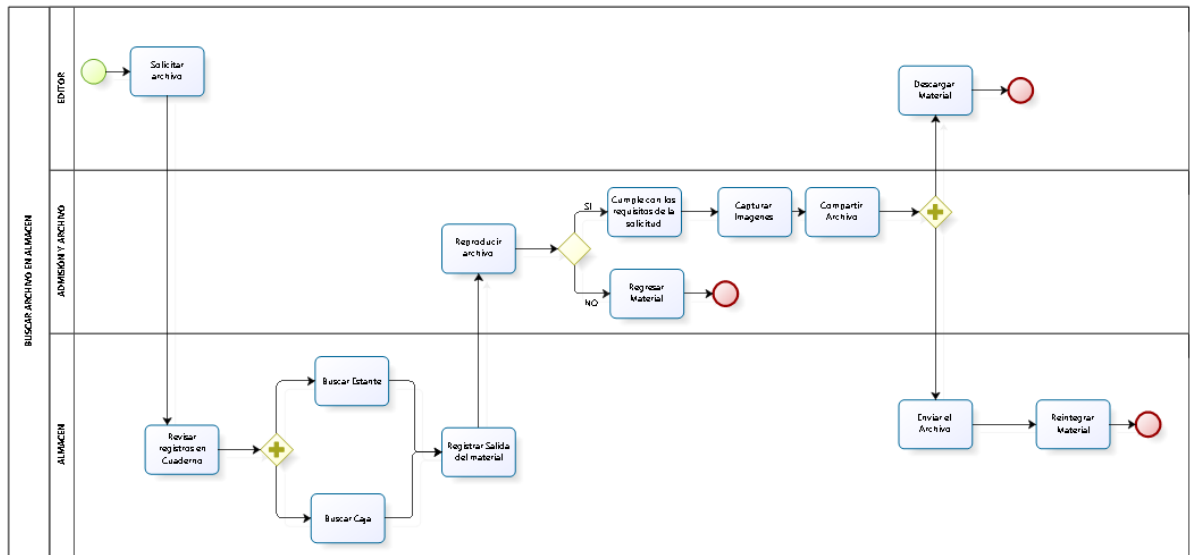 BUSCAR ARCHIVO EN ALMACEN
EDITOR
Solicitar
archivo
Descargar
Material
ADMISIÓN Y ARCHIVO
Reproducir
archivo
SI
Cumple con los
requisitos de la
solicitud
Capturar
Imagenes
Compartir
Archivo
NO
Regresar
Material
ALMACEN
Revisar
registros en
Cuaderno
Buscar Estante
Buscar Caja
Registrar Salida
del material
Enviar el
Archivo
Reintegrar
Material